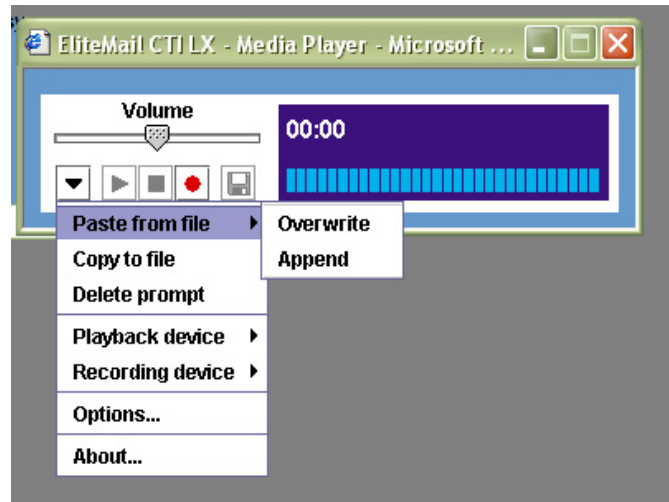 EliteMail CTI LX - Media Player - Microsoft ...
Volume
00:00
Paste from file
Overwrite
Copy to file
Append
Delete prompt
Playback device
Recording device
Options...
About...